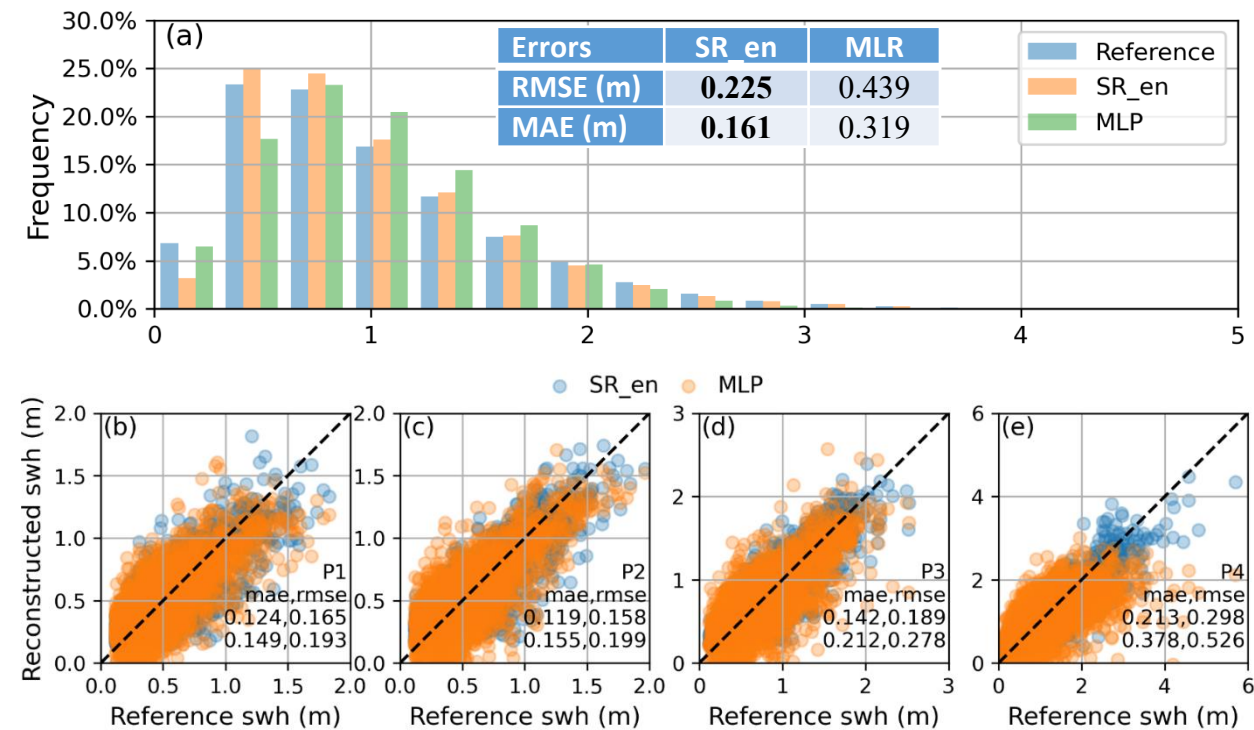 30.0%
25.0%
20.0%
15.0%
10.0%
5.0%
0.0%
Frequency
(a)
Errors SR_en MLR
RMSE (m) 0.225 0.439
MAE (m) 0.161 0.319
Reference
SR_en
MLP
0 1 2 3 4 5
SR_en MLP
Reconstructed swh (m)
2.0
1.5
1.0
0.5
0.0
(b)
P1
mae,rmse
0.124,0.165
0.149,0.193
0.0 0.5 1.0 1.5 2.0
Reference swh (m)
2.0
1.5
1.0
0.5
0.0
(c)
P2
mae,rmse
0.119,0.158
0.155,0.199
0.0 0.5 1.0 1.5 2.0
Reference swh (m)
3
2
1
0
(d)
P3
mae,rmse
0.142,0.189
0.212,0.278
0 1 2 3
Reference swh (m)
6
4
2
0
(e)
P4
mae,rmse
0.213,0.298
0.378,0.526
0 2 4 6
Reference swh (m)